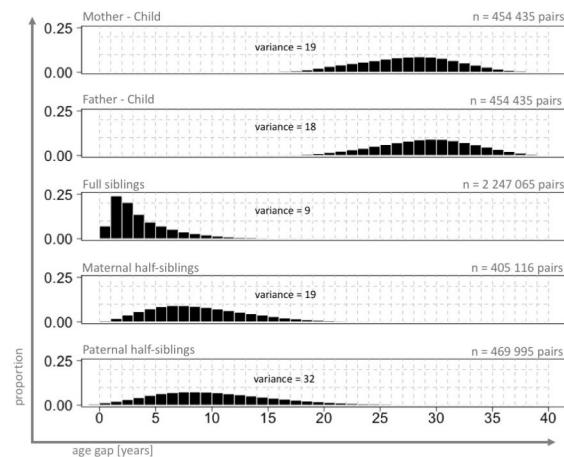 Mother - Child n = 454 435 pairs
0.25
variance = 19
0.00
Father - Child n = 454 435 pairs
0.25
variance = 18
0.00
Full siblings n = 2 247 065 pairs
0.25
variance = 9
0.00
Maternal half-siblings n = 405 116 pairs
0.25
variance = 19
0.00
Paternal half-siblings n = 469 995 pairs
0.25
variance = 32
0.00
0 5 10 15 20 25 30 35 40
proportion
age gap [years]